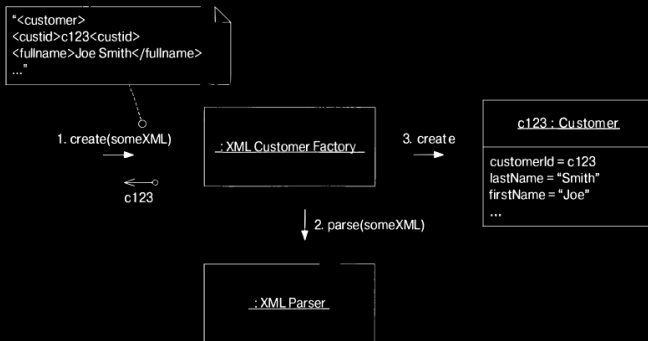 “<customer>
<custid>c123<custid>
<fullname>Joe Smith</fullname>
...”
1. create(someXML)
c123
: XML Customer Factory
3. create
c123 : Customer
customerId = c123
lastName = “Smith”
firstName = “Joe”
...
2. parse(someXML)
: XML Parser